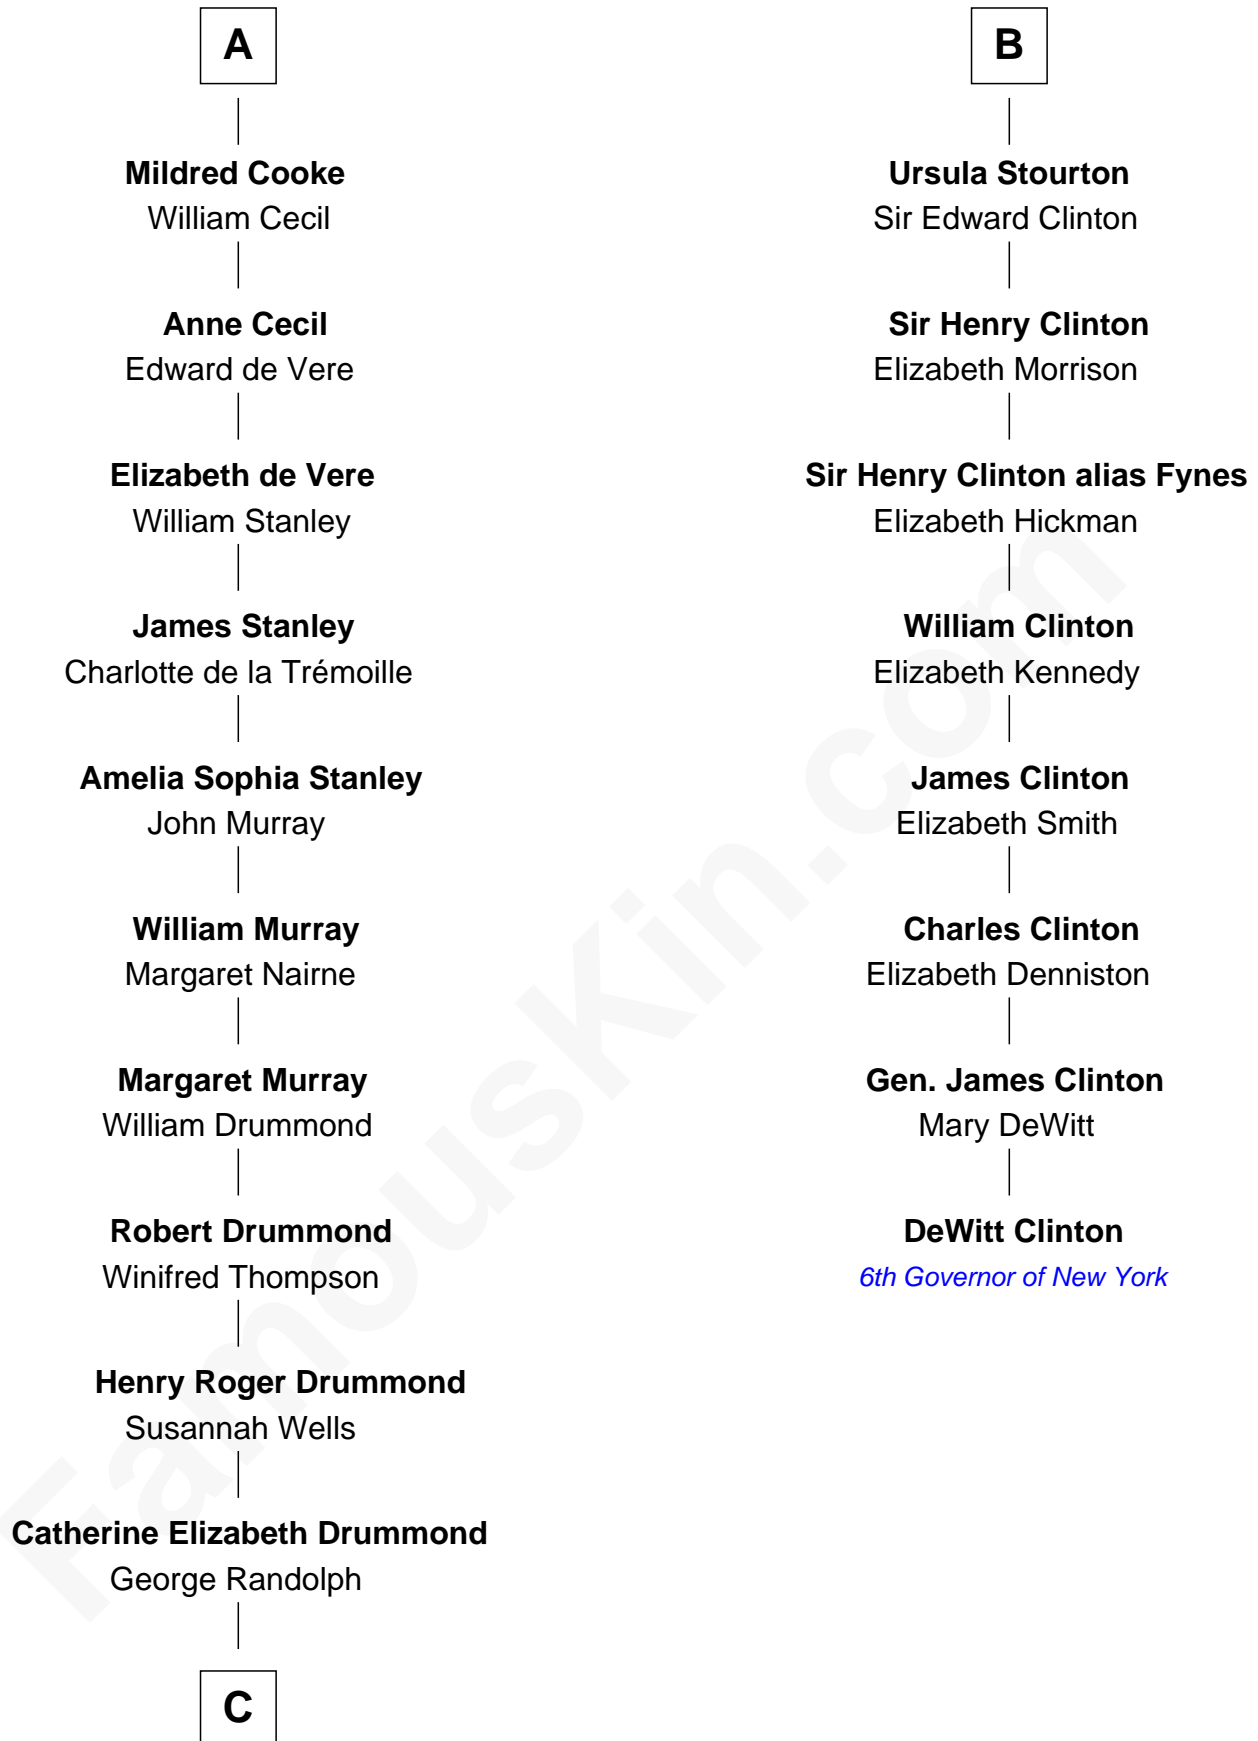 A
Mildred Cooke
William Cecil
Anne Cecil
Edward de Vere
Elizabeth de Vere
William Stanley
James Stanley
Charlotte de la Trémoille
Amelia Sophia Stanley
John Murray
William Murray
Margaret Nairne
Margaret Murray
William Drummond
Robert Drummond
Winifred Thompson
Henry Roger Drummond
Susannah Wells
Catherine Elizabeth Drummond
George Randolph
C
B
Ursula Stourton
Sir Edward Clinton
Sir Henry Clinton
Elizabeth Morrison
Sir Henry Clinton alias Fynes
Elizabeth Hickman
William Clinton
Elizabeth Kennedy
James Clinton
Elizabeth Smith
Charles Clinton
Elizabeth Denniston
Gen. James Clinton
Mary DeWitt
DeWitt Clinton
6th Governor of New York
FamousKin.com